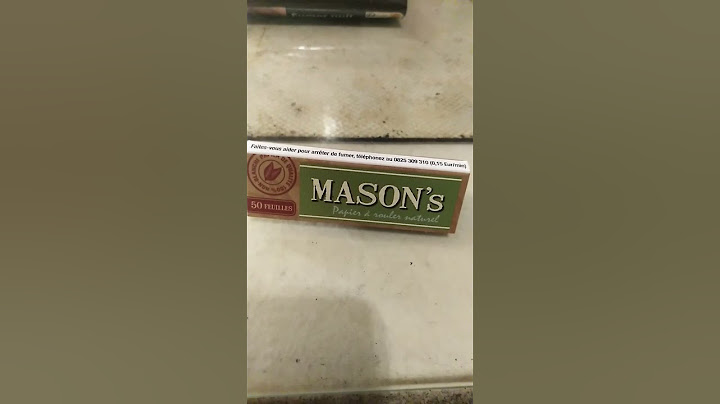 Faites-vous aider pour arrêter de fumer, téléphonez au 0825 309 310 (0,15 Eur/min)
MASON's
Papier à rouler naturel
50 FEUILLES